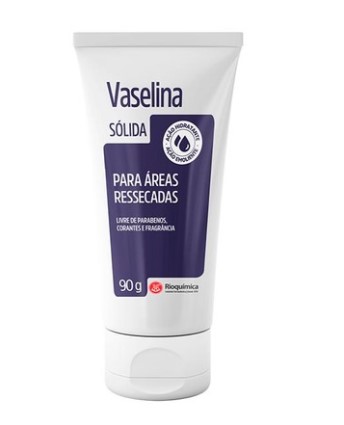 Vaselina
SÓLIDA
AÇÃO HIDRATANTE
AÇÃO EMOLIENTE
PARA ÁREAS
RESSECADAS
LIVRE DE PARABENOS,
CORANTES E FRAGRÂNCIA
90 g
Rioquímica